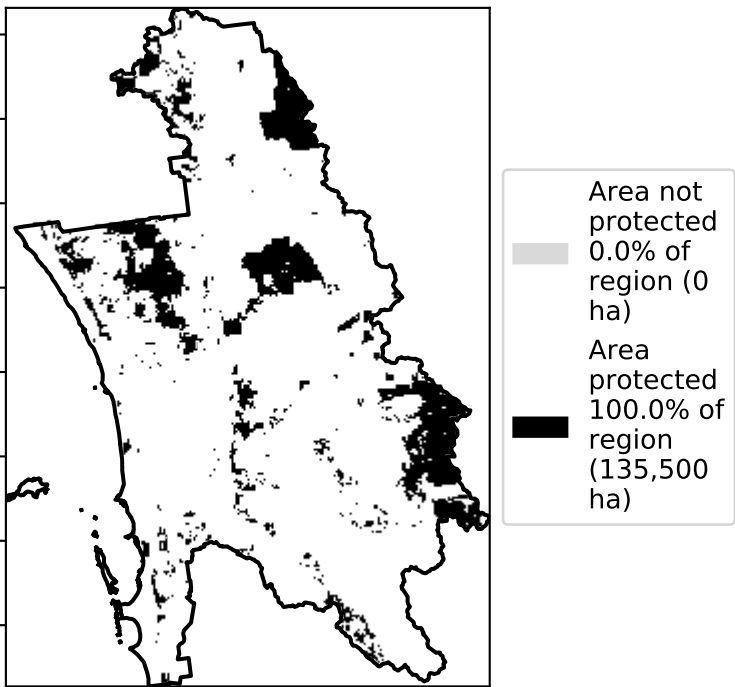 Area not
protected
0.0% of
region (0
ha)
Area
protected
100.0% of
region
(135,500
ha)